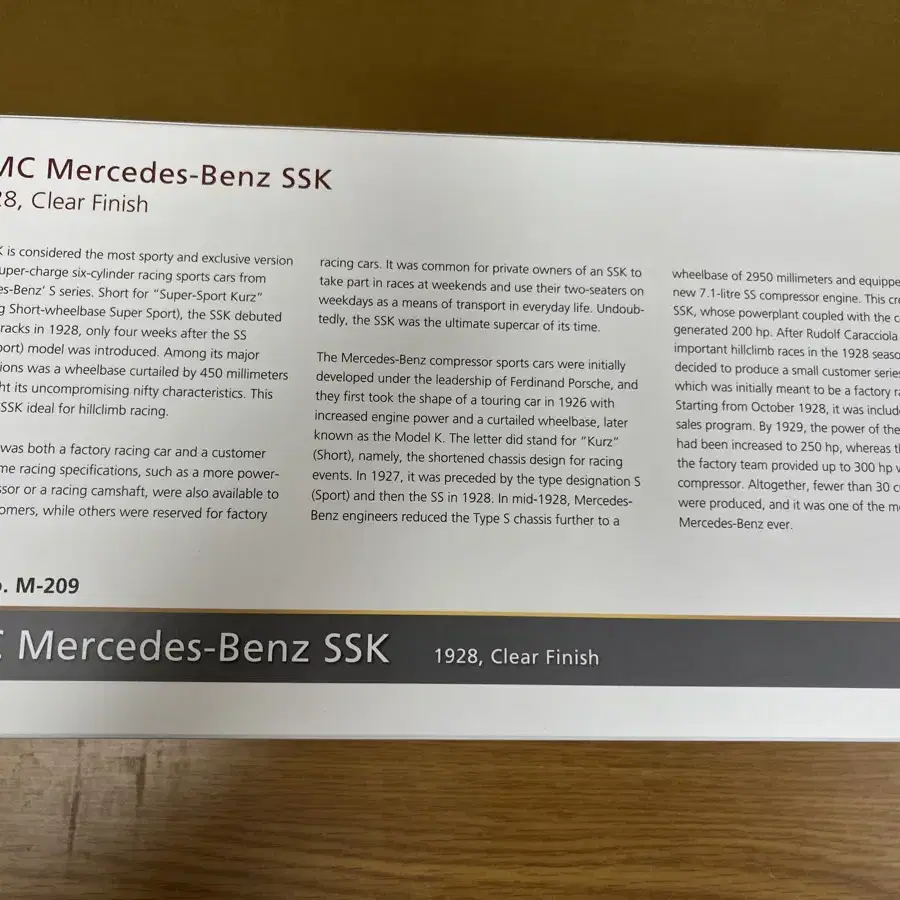 MC Mercedes-Benz SSK
28, Clear Finish
K is considered the most sporty and exclusive version
uper-charge six-cylinder racing sports cars from
es-Benz’ S series. Short for “Super-Sport Kurz”
g Short-wheelbase Super Sport), the SSK debuted
racks in 1928, only four weeks after the SS
port) model was introduced. Among its major
ions was a wheelbase curtailed by 450 millimeters
ht its uncompromising nifty characteristics. This
SSK ideal for hillclimb racing.
was both a factory racing car and a customer
me racing specifications, such as a more power-
ssor or a racing camshaft, were also available to
omers, while others were reserved for factory
racing cars. It was common for private owners of an SSK to
take part in races at weekends and use their two-seaters on
weekdays as a means of transport in everyday life. Undoub-
tedly, the SSK was the ultimate supercar of its time.
The Mercedes-Benz compressor sports cars were initially
developed under the leadership of Ferdinand Porsche, and
they first took the shape of a touring car in 1926 with
increased engine power and a curtailed wheelbase, later
known as the Model K. The letter did stand for “Kurz”
(Short), namely, the shortened chassis design for racing
events. In 1927, it was preceded by the type designation S
(Sport) and then the SS in 1928. In mid-1928, Mercedes-
Benz engineers reduced the Type S chassis further to a
wheelbase of 2950 millimeters and equippe
new 7.1-litre SS compressor engine. This cre
SSK, whose powerplant coupled with the c
generated 200 hp. After Rudolf Caracciola
important hillclimb races in the 1928 seaso
decided to produce a small customer series
which was initially meant to be a factory ra
Starting from October 1928, it was include
sales program. By 1929, the power of the
had been increased to 250 hp, whereas th
the factory team provided up to 300 hp w
compressor. Altogether, fewer than 30 c
were produced, and it was one of the mo
Mercedes-Benz ever.
o. M-209
C Mercedes-Benz SSK 1928, Clear Finish